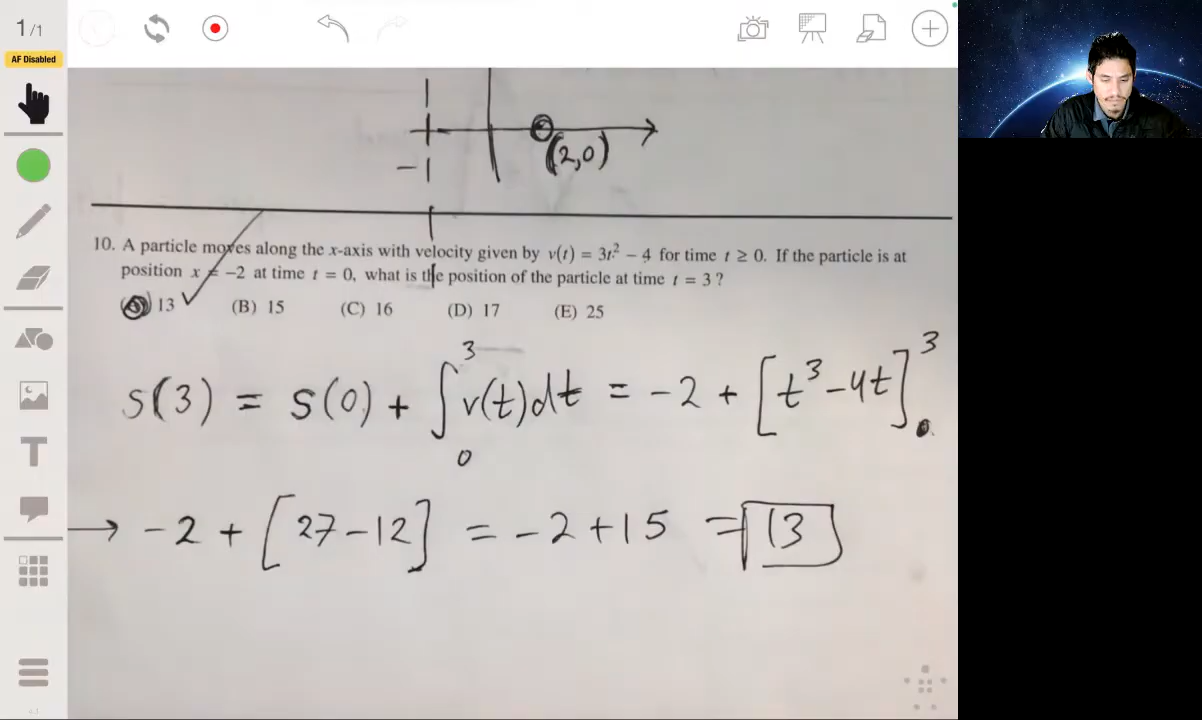 1/1
AF Disabled
(2,0)
-1
10. A particle moves along the x-axis with velocity given by v(t) = 3t² − 4 for time t ≥ 0. If the particle is at
position x = −2 at time t = 0, what is the position of the particle at time t = 3 ?
13 (B) 15 (C) 16 (D) 17 (E) 25
s(3) = s(0) + ∫₀³ v(t)dt = -2 + [t³-4t]₀³
→ -2 + [27-12] = -2+15 = 13
T